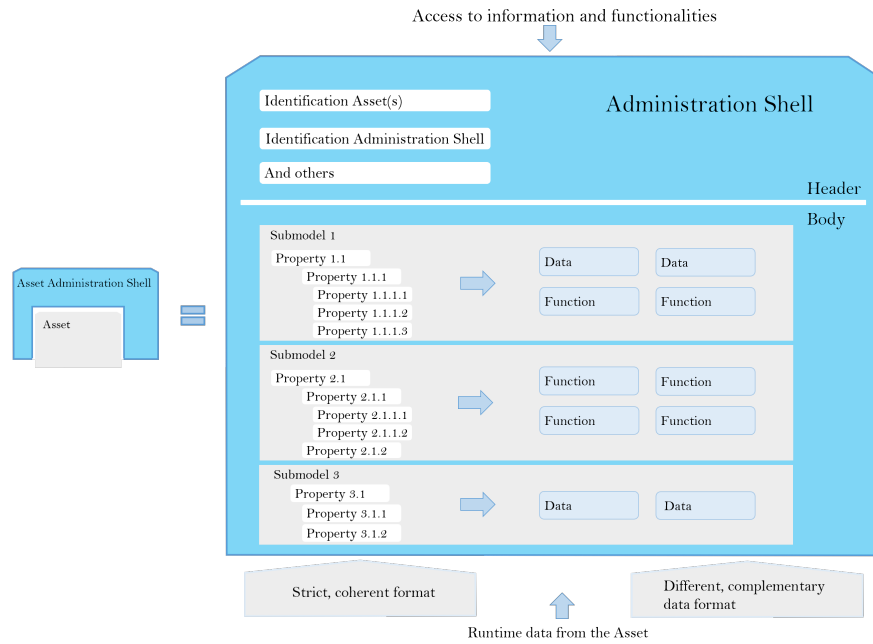 Access to information and functionalities
Administration Shell
Identification Asset(s)
Identification Administration Shell
And others
Header
Body
Asset Administration Shell
Asset
Submodel 1
Property 1.1
Property 1.1.1
Property 1.1.1.1
Property 1.1.1.2
Property 1.1.1.3
Data
Data
Function
Function
Submodel 2
Property 2.1
Property 2.1.1
Property 2.1.1.1
Property 2.1.1.2
Property 2.1.2
Function
Function
Function
Function
Submodel 3
Property 3.1
Property 3.1.1
Property 3.1.2
Data
Data
Strict, coherent format
Different, complementary
data format
Runtime data from the Asset